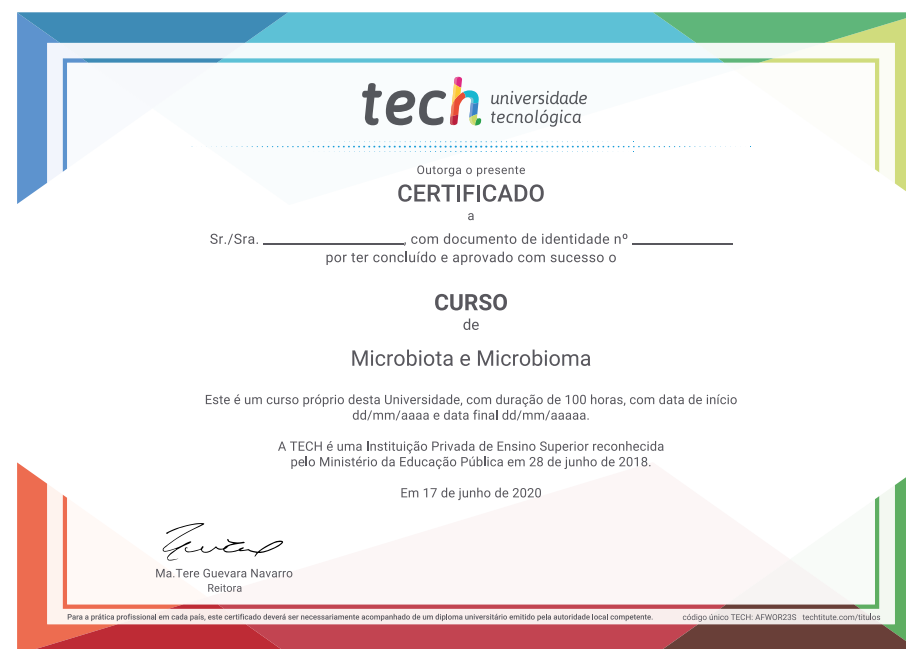 tech universidade
tecnológica
Outorga o presente
CERTIFICADO
a
Sr./Sra. ____________________, com documento de identidade nº ______________
por ter concluído e aprovado com sucesso o
CURSO
de
Microbiota e Microbioma
Este é um curso próprio desta Universidade, com duração de 100 horas, com data de início
dd/mm/aaaa e data final dd/mm/aaaaa.
A TECH é uma Instituição Privada de Ensino Superior reconhecida
pelo Ministério da Educação Pública em 28 de junho de 2018.
Em 17 de junho de 2020
Ma.Tere Guevara Navarro
Reitora
Para a prática profissional em cada país, este certificado deverá ser necessariamente acompanhado de um diploma universitário emitido pela autoridade local competente. código único TECH: AFWOR23S techtitute.com/titulos